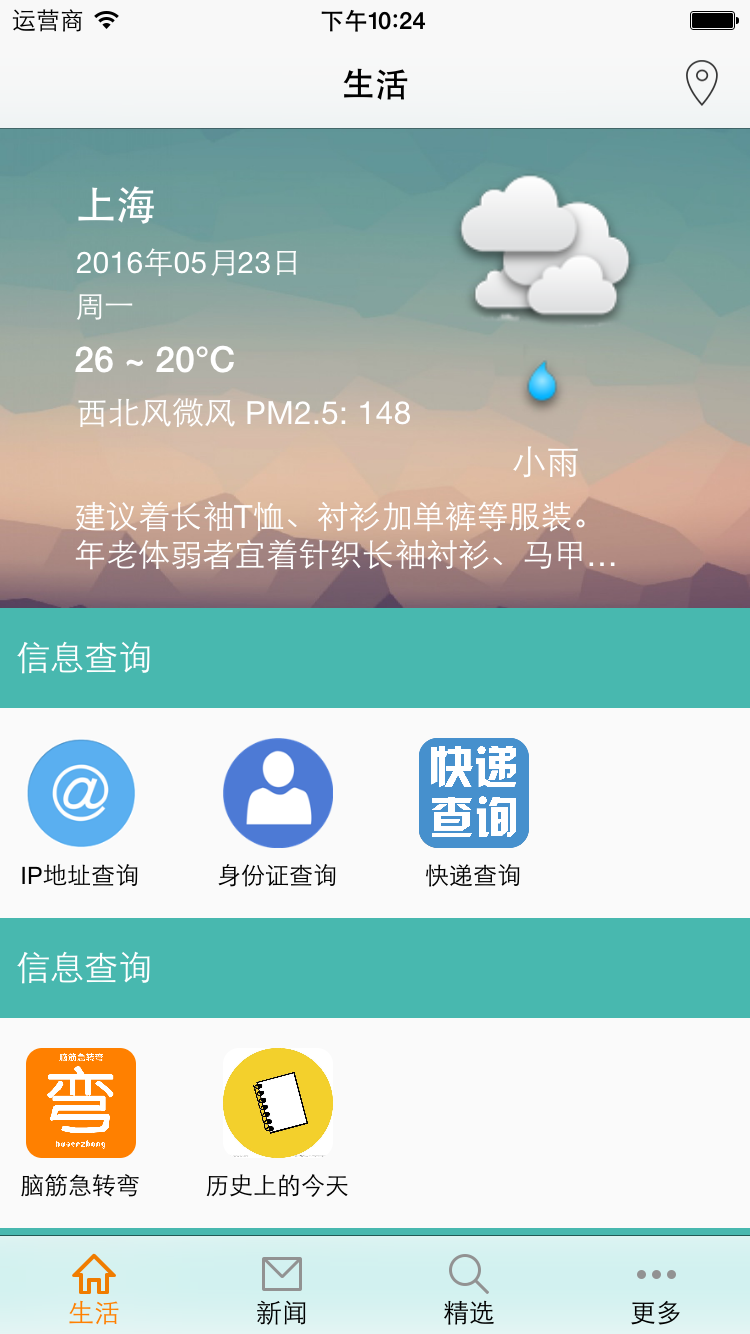 运营商
下午10:24
生活
上海
2016年05月23日
周一
26 ~ 20°C
西北风微风 PM2.5: 148
小雨
建议着长袖T恤、衬衫加单裤等服装。
年老体弱者宜着针织长袖衬衫、马甲...
信息查询
@
快递
查询
IP地址查询
身份证查询
快递查询
信息查询
脑筋急转弯
弯
huaerzhong
脑筋急转弯
历史上的今天
生活
新闻
精选
更多